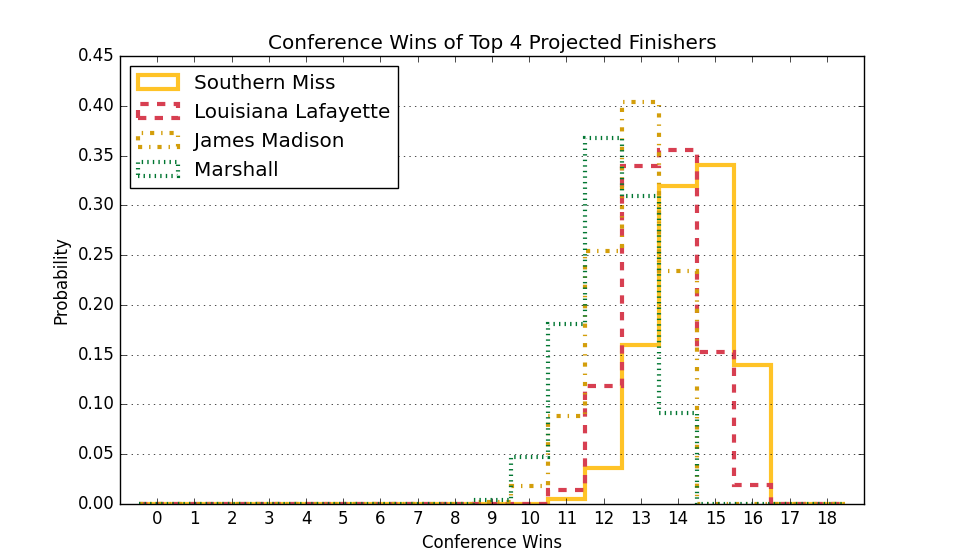 Conference Wins of Top 4 Projected Finishers
0.45
0.40
0.35
0.30
0.25
0.20
0.15
0.10
0.05
0.00
Probability
Southern Miss
Louisiana Lafayette
James Madison
Marshall
0 1 2 3 4 5 6 7 8 9 10 11 12 13 14 15 16 17 18
Conference Wins